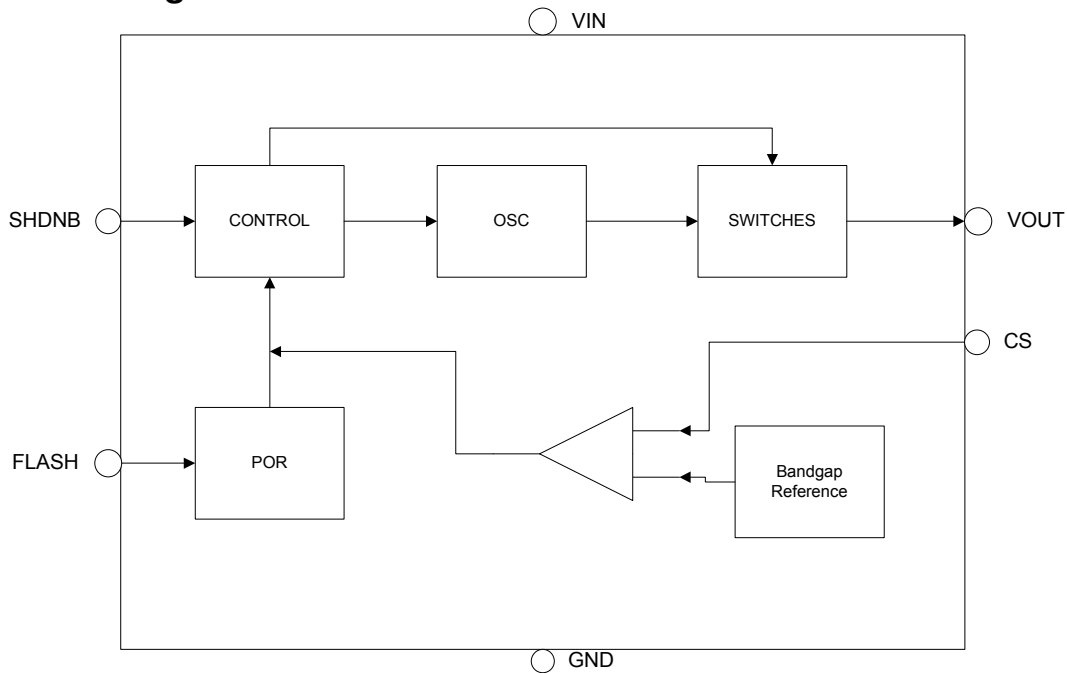 VIN
SHDNB
CONTROL
OSC
SWITCHES
VOUT
CS
FLASH
POR
Bandgap
Reference
GND